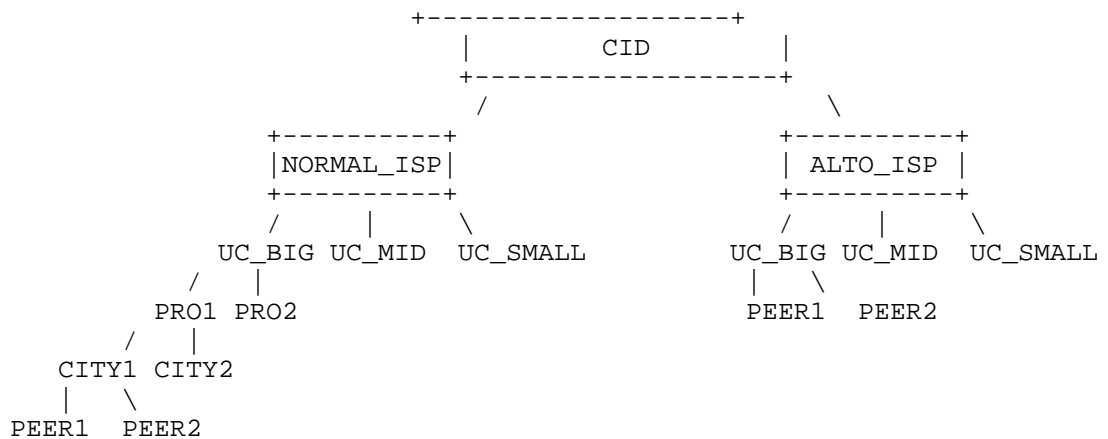 CID
NORMAL_ISP ALTO_ISP
UC_BIG UC_MID UC_SMALL UC_BIG UC_MID UC_SMALL
PRO1 PRO2 PEER1 PEER2
CITY1 CITY2
PEER1 PEER2